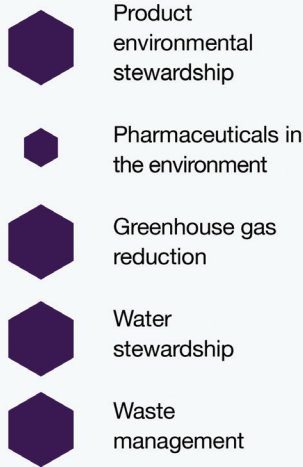 Product
environmental
stewardship
Pharmaceuticals in
the environment
Greenhouse gas
reduction
Water
stewardship
Waste
management